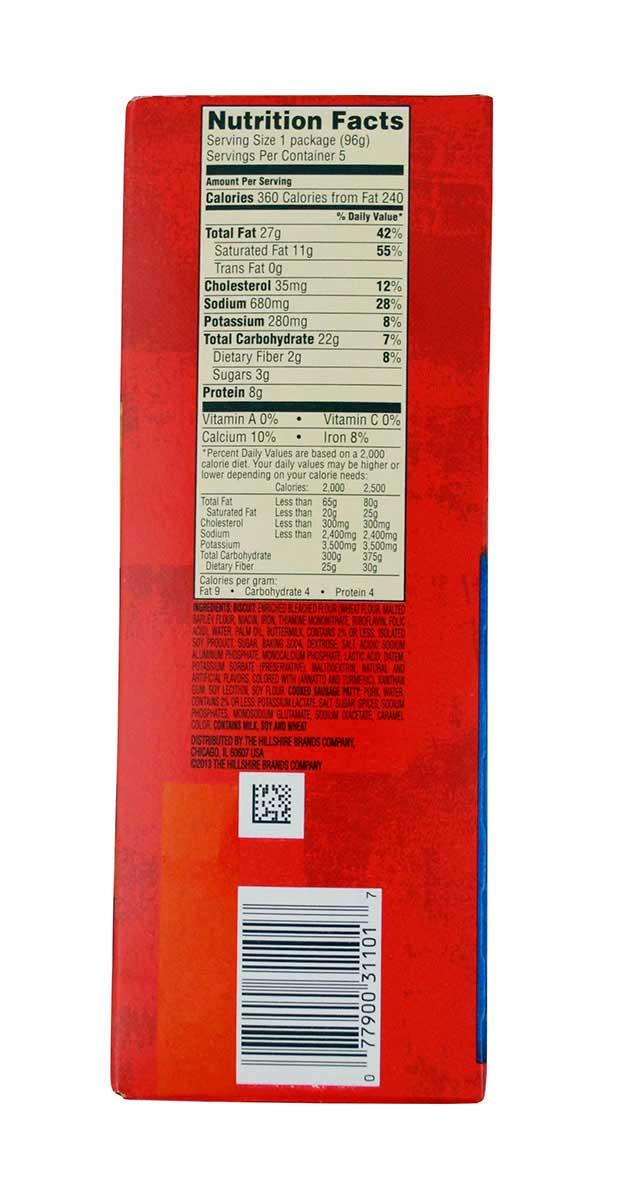 Nutrition Facts
Serving Size 1 package (96g)
Servings Per Container 5
Amount Per Serving
Calories 360 Calories from Fat 240
% Daily Value*
Total Fat 27g 42%
Saturated Fat 11g 55%
Trans Fat 0g
Cholesterol 35mg 12%
Sodium 680mg 28%
Potassium 280mg 8%
Total Carbohydrate 22g 7%
Dietary Fiber 2g 8%
Sugars 3g
Protein 8g
Vitamin A 0% • Vitamin C 0%
Calcium 10% • Iron 8%
*Percent Daily Values are based on a 2,000
calorie diet. Your daily values may be higher or
lower depending on your calorie needs:
Calories: 2,000 2,500
Total Fat Less than 65g 80g
Saturated Fat Less than 20g 25g
Cholesterol Less than 300mg 300mg
Sodium Less than 2,400mg 2,400mg
Potassium 3,500mg 3,500mg
Total Carbohydrate 300g 375g
Dietary Fiber 25g 30g
Calories per gram:
Fat 9 • Carbohydrate 4 • Protein 4
INGREDIENTS: BISCUIT: ENRICHED BLEACHED FLOUR (WHEAT FLOUR, MALTED
BARLEY FLOUR, NIACIN, IRON, THIAMINE MONONITRATE, RIBOFLAVIN, FOLIC
ACID), WATER, PALM OIL, BUTTERMILK, CONTAINS 2% OR LESS: ISOLATED
SOY PRODUCT, SUGAR, BAKING SODA, DEXTROSE, SALT, ACIDIC SODIUM
ALUMINUM PHOSPHATE, MONOCALCIUM PHOSPHATE, LACTIC ACID, DATEM,
POTASSIUM SORBATE (PRESERVATIVE), MALTODEXTRIN, NATURAL AND
ARTIFICIAL FLAVORS, COLORED WITH (ANNATTO AND TURMERIC), XANTHAN
GUM, SOY LECITHIN, SOY FLOUR. COOKED SAUSAGE PATTY: PORK, WATER,
CONTAINS 2% OR LESS: POTASSIUM LACTATE, SALT, SUGAR, SPICES, SODIUM
PHOSPHATES, MONOSODIUM GLUTAMATE, SODIUM DIACETATE, CARAMEL
COLOR. CONTAINS MILK, SOY AND WHEAT
DISTRIBUTED BY THE HILLSHIRE BRANDS COMPANY,
CHICAGO, IL 60607 USA
©2013 THE HILLSHIRE BRANDS COMPANY
0 77900 31101 7